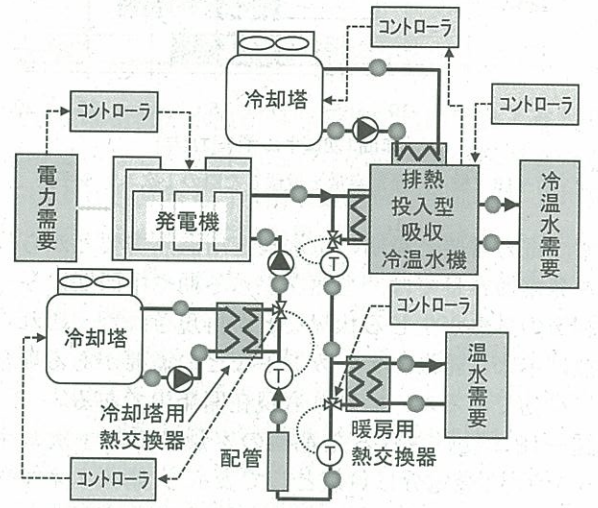 コントローラ
冷却塔
コントローラ
コントローラ
電力需要
発電機
排熱
投入型
吸収
冷温水機
冷温水需要
T
コントローラ
冷却塔
T
温水需要
冷却塔用
熱交換器
暖房用
熱交換器
配管
T
コントローラ